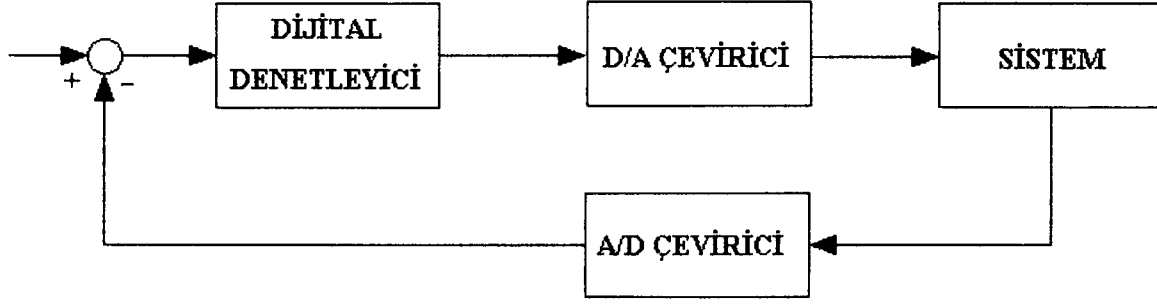 DİJİTAL
DENETLEYİCİ
D/A ÇEVİRİCİ
SİSTEM
+
−
A/D ÇEVİRİCİ